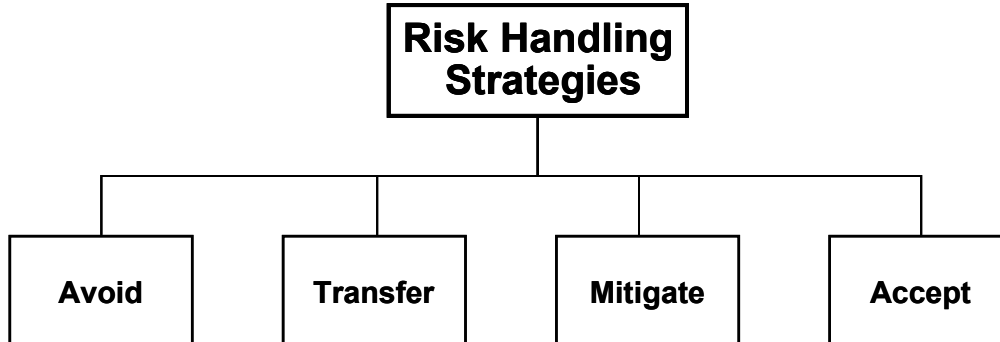 Risk Handling
Strategies
Avoid
Transfer
Mitigate
Accept